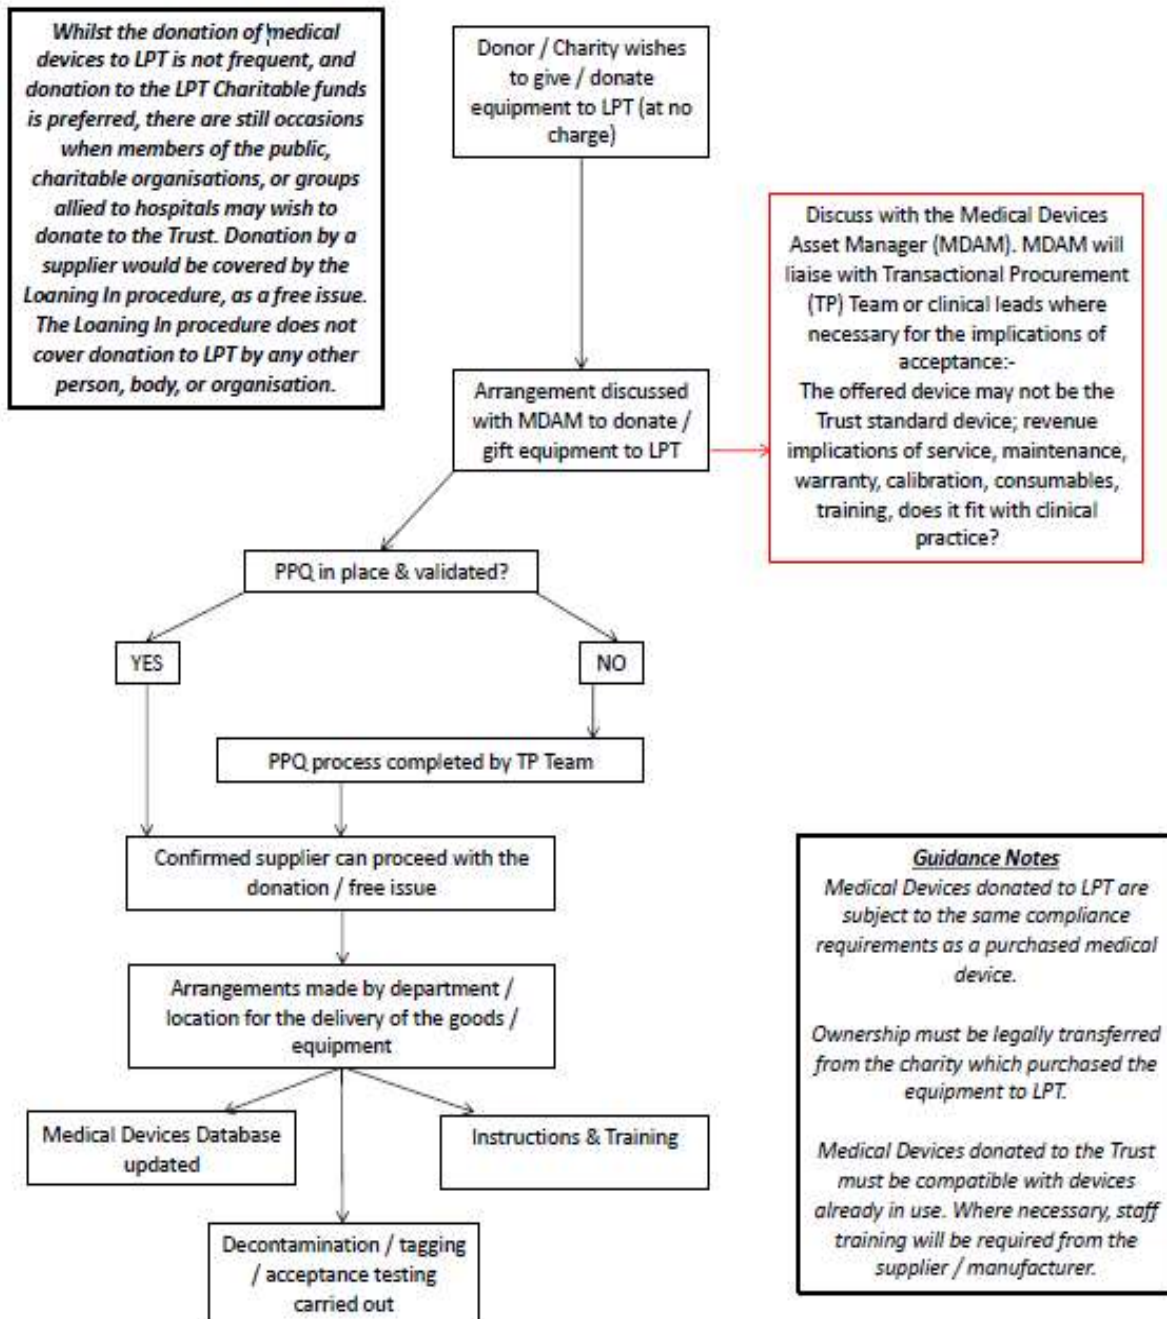 Whilst the donation of medical
devices to LPT is not frequent, and
donation to the LPT Charitable funds
is preferred, there are still occasions
when members of the public,
charitable organisations, or groups
allied to hospitals may wish to
donate to the Trust. Donation by a
supplier would be covered by the
Loaning In procedure, as a free issue.
The Loaning In procedure does not
cover donation to LPT by any other
person, body, or organisation.
Donor / Charity wishes
to give / donate
equipment to LPT (at no
charge)
Discuss with the Medical Devices
Asset Manager (MDAM). MDAM will
liaise with Transactional Procurement
(TP) Team or clinical leads where
necessary for the implications of
acceptance:-
The offered device may not be the
Trust standard device; revenue
implications of service, maintenance,
warranty, calibration, consumables,
training, does it fit with clinical
practice?
Arrangement discussed
with MDAM to donate /
gift equipment to LPT
PPQ in place & validated?
YES
NO
PPQ process completed by TP Team
Confirmed supplier can proceed with the
donation / free issue
Arrangements made by department /
location for the delivery of the goods /
equipment
Medical Devices Database
updated
Instructions & Training
Decontamination / tagging
/ acceptance testing
carried out
Guidance Notes
Medical Devices donated to LPT are
subject to the same compliance
requirements as a purchased medical
device.
Ownership must be legally transferred
from the charity which purchased the
equipment to LPT.
Medical Devices donated to the Trust
must be compatible with devices
already in use. Where necessary, staff
training will be required from the
supplier / manufacturer.